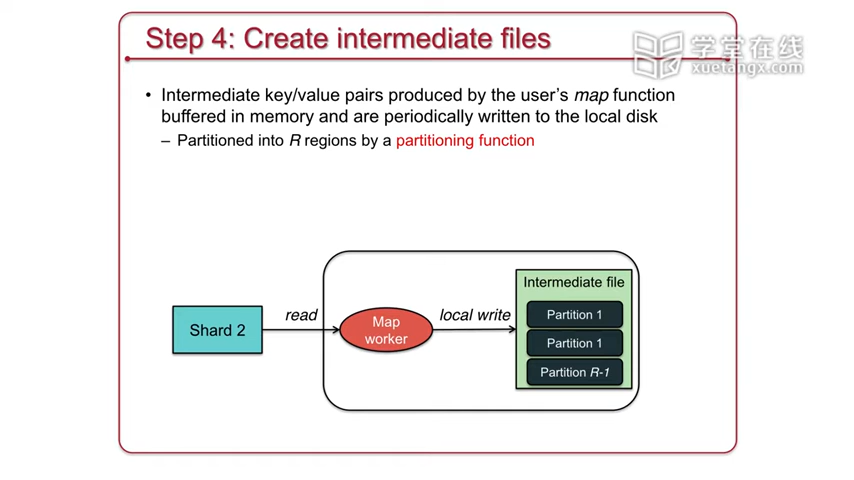 Step 4: Create intermediate files
学堂在线
xuetangx.com
• Intermediate key/value pairs produced by the user's map function
buffered in memory and are periodically written to the local disk
– Partitioned into R regions by a partitioning function
Shard 2
read
Map
worker
local write
Intermediate file
Partition 1
Partition 1
Partition R-1